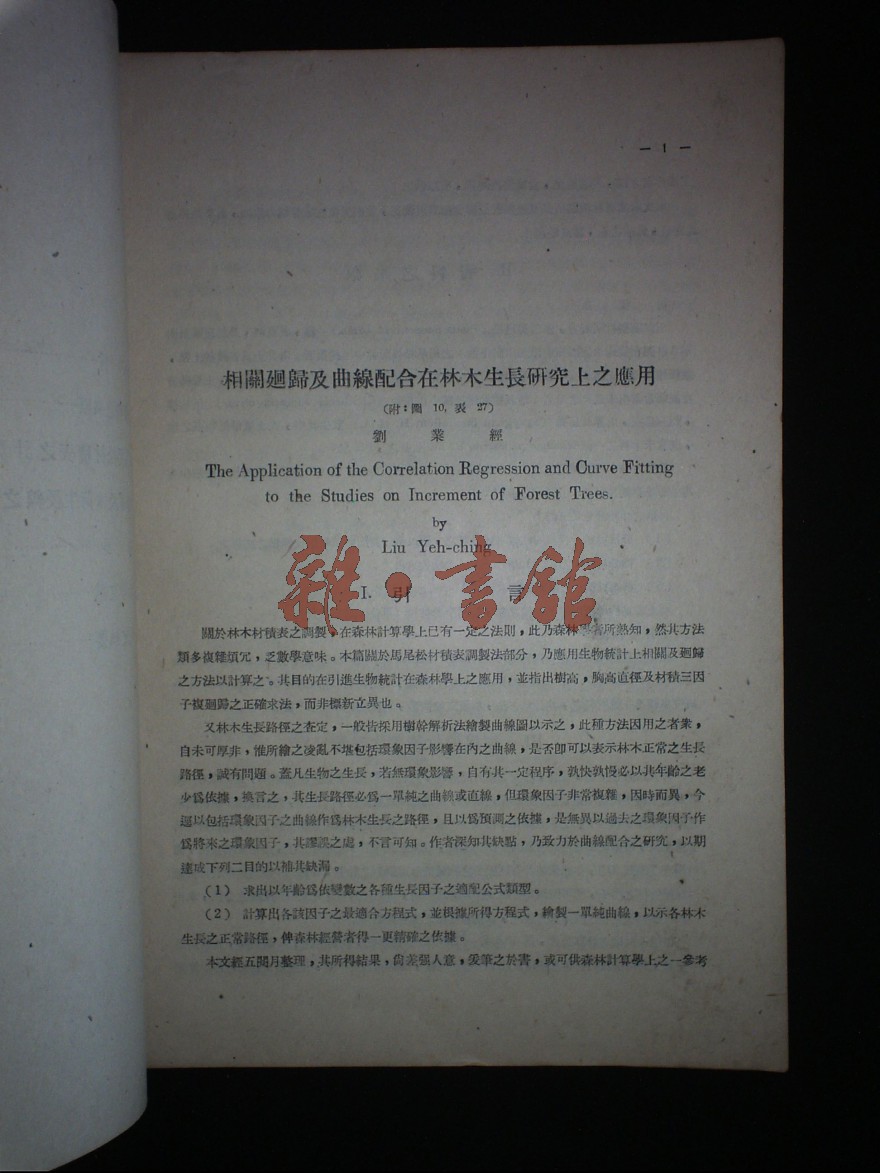 — 1 —
相關廻歸及曲線配合在林木生長研究上之應用
(附：圖 10, 表 27)
劉業經
The Application of the Correlation Regression and Curve Fitting
to the Studies on Increment of Forest Trees.
by
Liu Yeh-ching
雜·書館
I. 引言
關於林木材積表之調製，在森林計算學上已有一定之法則，此乃森林學者所熟知，然其方法
類多複雜煩冗，乏數學意味。本篇關於馬尾松材積表調製法部分，乃應用生物統計上相關及廻歸
之方法以計算之。其目的在引進生物統計在森林學上之應用，並指出樹高，胸高直徑及材積三因
子複廻歸之正確求法，而非標新立異也。
又林木生長路徑之查定，一般皆採用樹幹解析法繪製曲線圖以示之，此種方法因用之者衆，
自未可厚非，惟所繪之凌亂不堪包括環象因子影響在內之曲線，是否卽可以表示林木正常之生長
路徑，誠有問題。蓋凡生物之生長，若無環象影響，自有其一定程序，孰快孰慢必以其年齡之老
少爲依據，換言之，其生長路徑必爲一單純之曲線或直線，但環象因子非常複雜，因時而異，今
逕以包括環象因子之曲線作爲林木生長之路徑，且以爲預測之依據，是無異以過去之環象因子作
爲將來之環象因子，其謬誤之處，不言可知。作者深知其缺點，乃致力於曲線配合之研究，以期
達成下列二目的以補其缺漏。
(1) 求出以年齡爲依變數之各種生長因子之適配公式類型。
(2) 計算出各該因子之最適合方程式，並根據所得方程式，繪製一單純曲線，以示各林木
生長之正常路徑，俾森林經營者得一更精確之依據。
本文經五閱月整理，其所得結果，尙差强人意，爰筆之於書，或可供森林計算學上之一參考